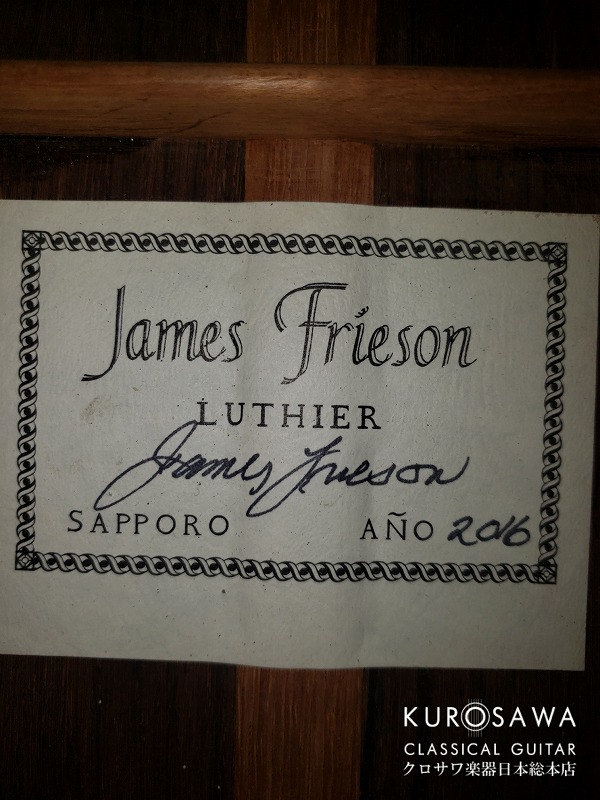 James Frieson
LUTHIER
James Frieson
SAPPORO AÑO 2016
KUROSAWA
CLASSICAL GUITAR
クロサワ楽器日本総本店